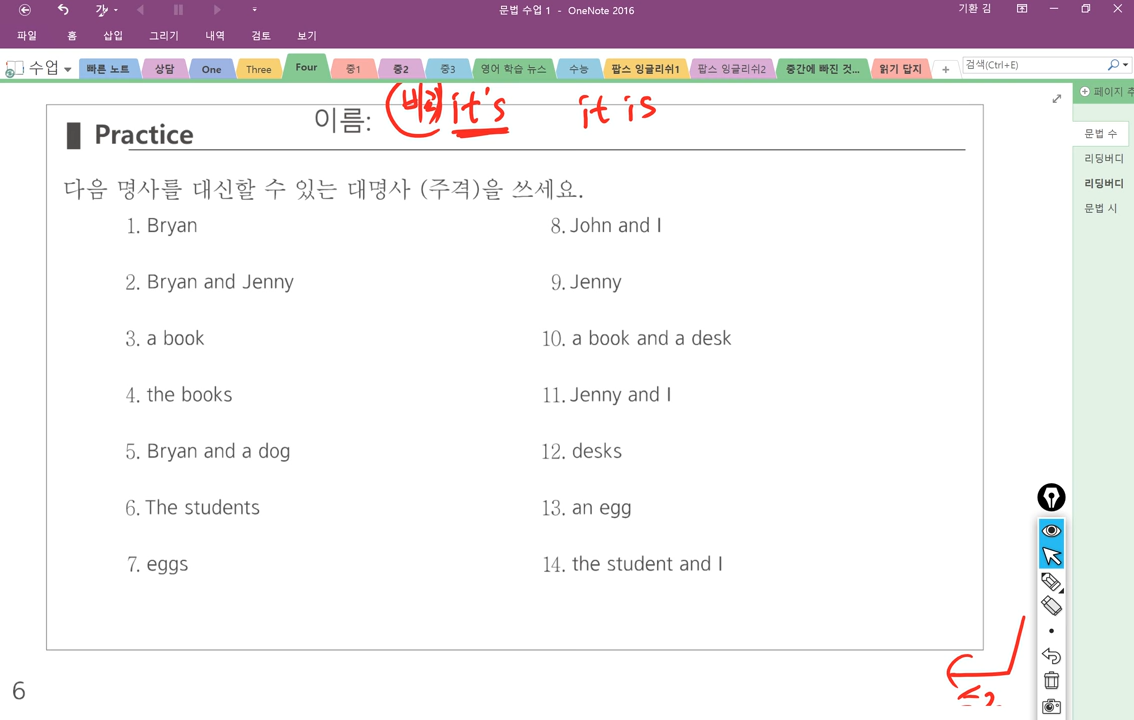 문법 수업 1 - OneNote 2016
기환 김
파일 홈 삽입 그리기 내역 검토 보기
수업 빠른 노트 상담 One Three Four 중1 중2 중3 영어 학습 뉴스 수능 팝스 잉글리쉬1 팝스 잉글리쉬2 중간에 빠진 것... 읽기 답지 + 검색(Ctrl+E)
페이지 추
문법 수
리딩버디
리딩버디
문법 시
it's it is
이름:
Practice
다음 명사를 대신할 수 있는 대명사 (주격)을 쓰세요.
1. Bryan
2. Bryan and Jenny
3. a book
4. the books
5. Bryan and a dog
6. The students
7. eggs
8. John and I
9. Jenny
10. a book and a desk
11. Jenny and I
12. desks
13. an egg
14. the student and I
6